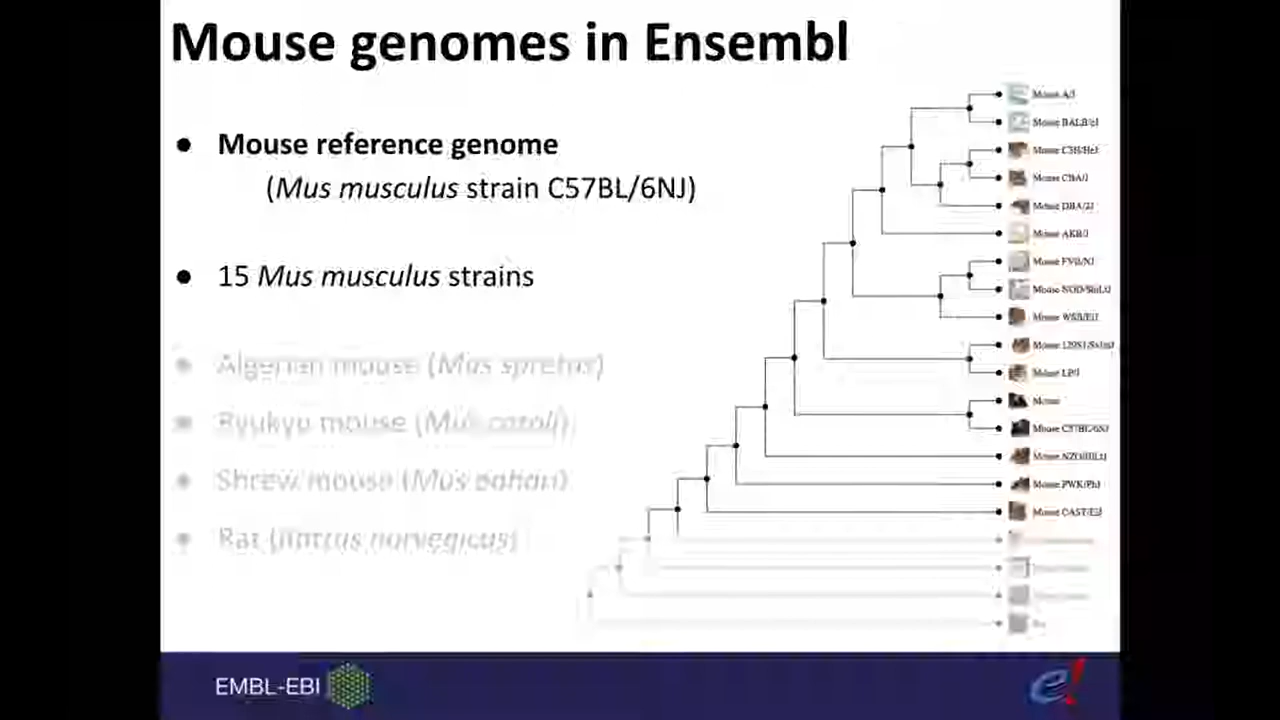 Mouse genomes in Ensembl
● Mouse reference genome
(Mus musculus strain C57BL/6NJ)
● 15 Mus musculus strains
● Algerian mouse (Mus spretus)
● Ryukyu mouse (Mus caroli)
● Shrew mouse (Mus pahari)
● Rat (Rattus norvegicus)
Mouse A/J
Mouse BALB/cJ
Mouse C3H/HeJ
Mouse CBA/J
Mouse DBA/2J
Mouse AKR/J
Mouse FVB/NJ
Mouse NOD/ShiLtJ
Mouse WSB/EiJ
Mouse 129S1/SvImJ
Mouse LP/J
Mouse
Mouse C57BL/6NJ
Mouse NZO/HlLtJ
Mouse PWK/PhJ
Mouse CAST/EiJ
EMBL-EBI
e!